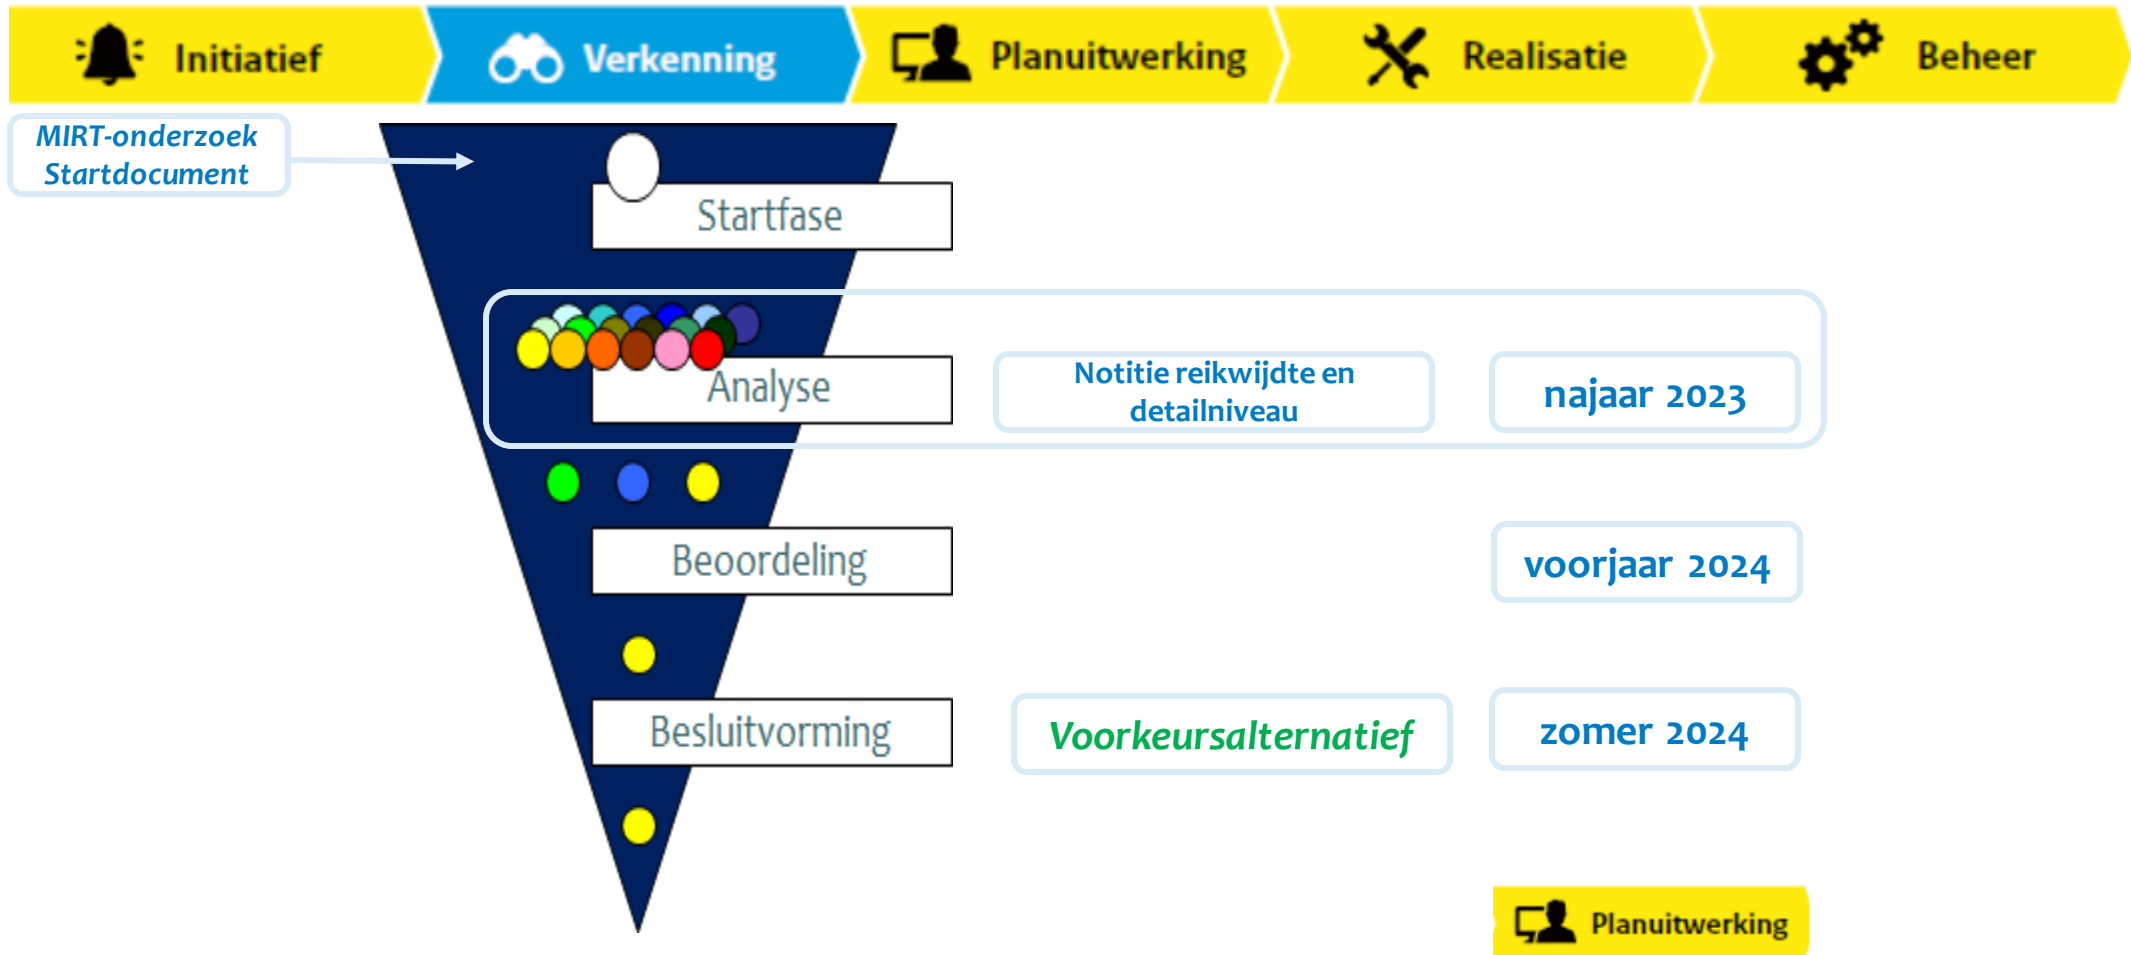 Initiatief
Verkenning
Planuitwerking
Realisatie
Beheer
MIRT-onderzoek
Startdocument
Startfase
Analyse
Notitie reikwijdte en
detailniveau
najaar 2023
Beoordeling
voorjaar 2024
Besluitvorming
Voorkeursalternatief
zomer 2024
Planuitwerking